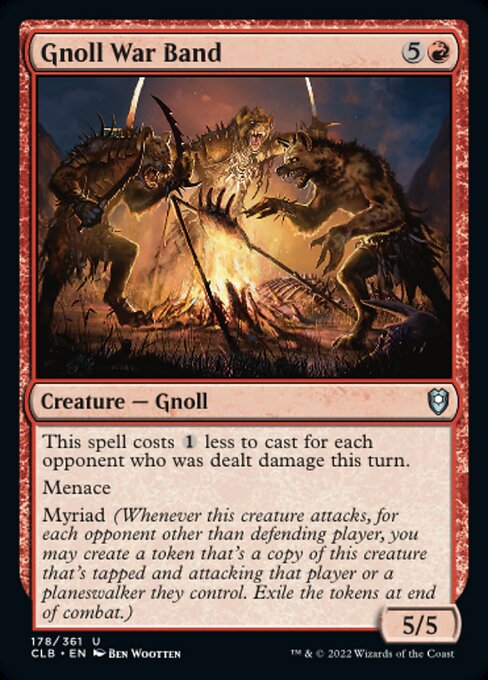 Gnoll War Band 5
Creature — Gnoll
This spell costs 1 less to cast for each
opponent who was dealt damage this turn.
Menace
Myriad (Whenever this creature attacks, for
each opponent other than defending player, you
may create a token that's a copy of this creature
that's tapped and attacking that player or a
planeswalker they control. Exile the tokens at end
of combat.)
5/5
178/361 U
CLB • EN Ben Wootten ™ & © 2022 Wizards of the Coast